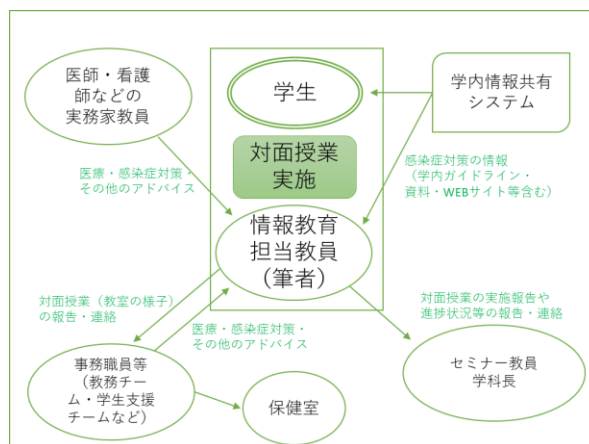 医師・看護
師などの
実務家教員
学生
学内情報共有
システム
対面授業
実施
医療・感染症対策・
その他のアドバイス
感染症対策の情報
（学内ガイドライン・
資料・WEBサイト等含む）
情報教育
担当教員
（筆者）
対面授業（教室の様子）
の報告・連絡
医療・感染症対策・
その他のアドバイス
対面授業の実施報告や
進捗状況等の報告・連絡
事務職員等
（教務チー
ム・学生支援
チームなど）
保健室
セミナー教員
学科長